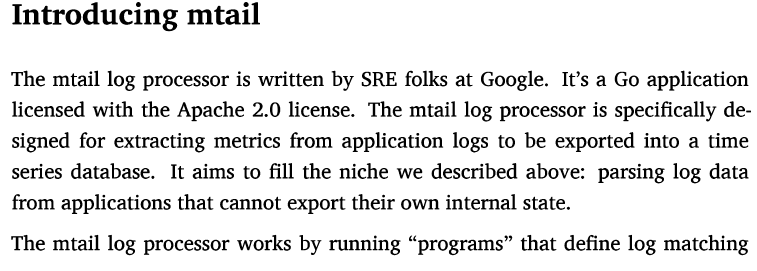 Introducing mtail
The mtail log processor is written by SRE folks at Google. It’s a Go application
licensed with the Apache 2.0 license. The mtail log processor is specifically de-
signed for extracting metrics from application logs to be exported into a time
series database. It aims to fill the niche we described above: parsing log data
from applications that cannot export their own internal state.
The mtail log processor works by running “programs” that define log matching